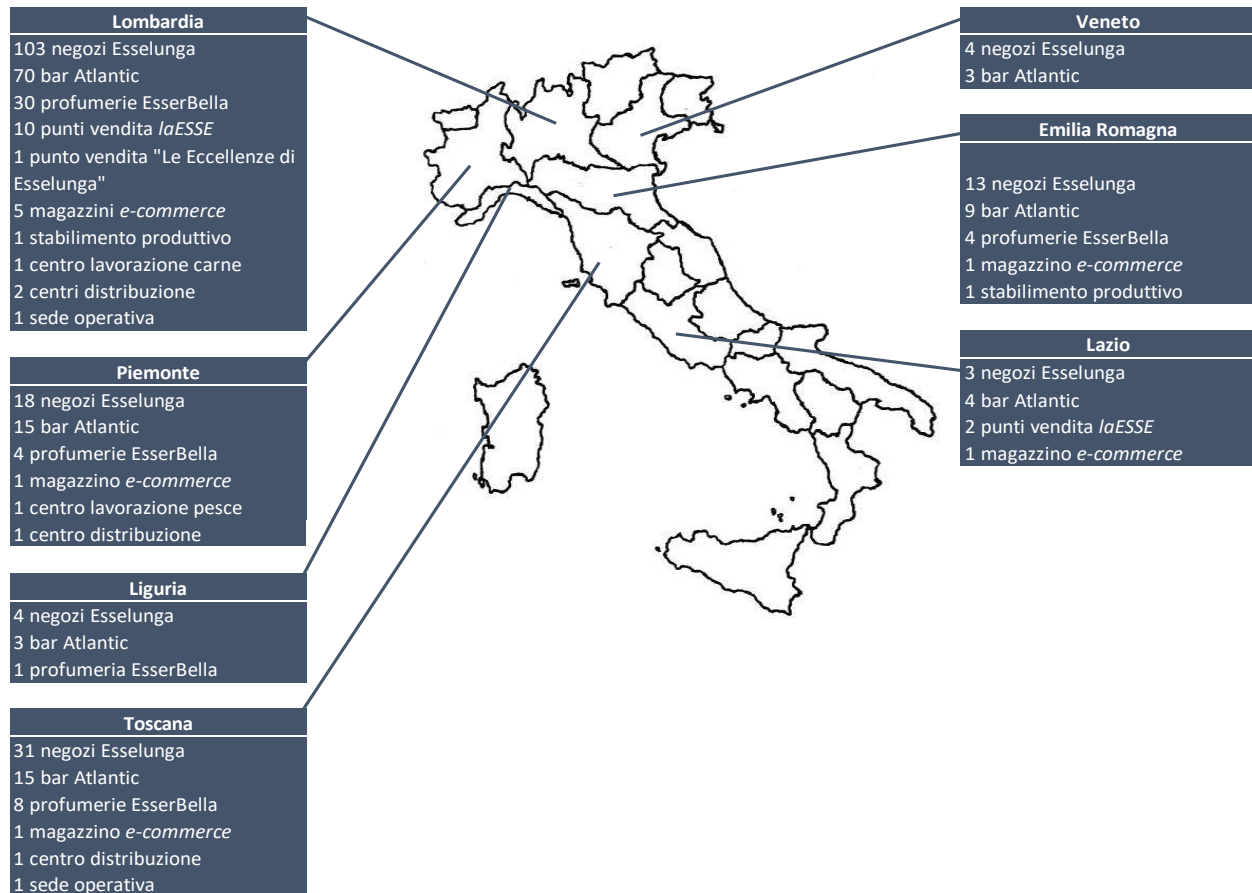 Lombardia
103 negozi Esselunga
70 bar Atlantic
30 profumerie EsserBella
10 punti vendita laESSE
1 punto vendita "Le Eccellenze di
Esselunga"
5 magazzini e-commerce
1 stabilimento produttivo
1 centro lavorazione carne
2 centri distribuzione
1 sede operativa
Piemonte
18 negozi Esselunga
15 bar Atlantic
4 profumerie EsserBella
1 magazzino e-commerce
1 centro lavorazione pesce
1 centro distribuzione
Liguria
4 negozi Esselunga
3 bar Atlantic
1 profumeria EsserBella
Toscana
31 negozi Esselunga
15 bar Atlantic
8 profumerie EsserBella
1 magazzino e-commerce
1 centro distribuzione
1 sede operativa
Veneto
4 negozi Esselunga
3 bar Atlantic
Emilia Romagna
13 negozi Esselunga
9 bar Atlantic
4 profumerie EsserBella
1 magazzino e-commerce
1 stabilimento produttivo
Lazio
3 negozi Esselunga
4 bar Atlantic
2 punti vendita laESSE
1 magazzino e-commerce